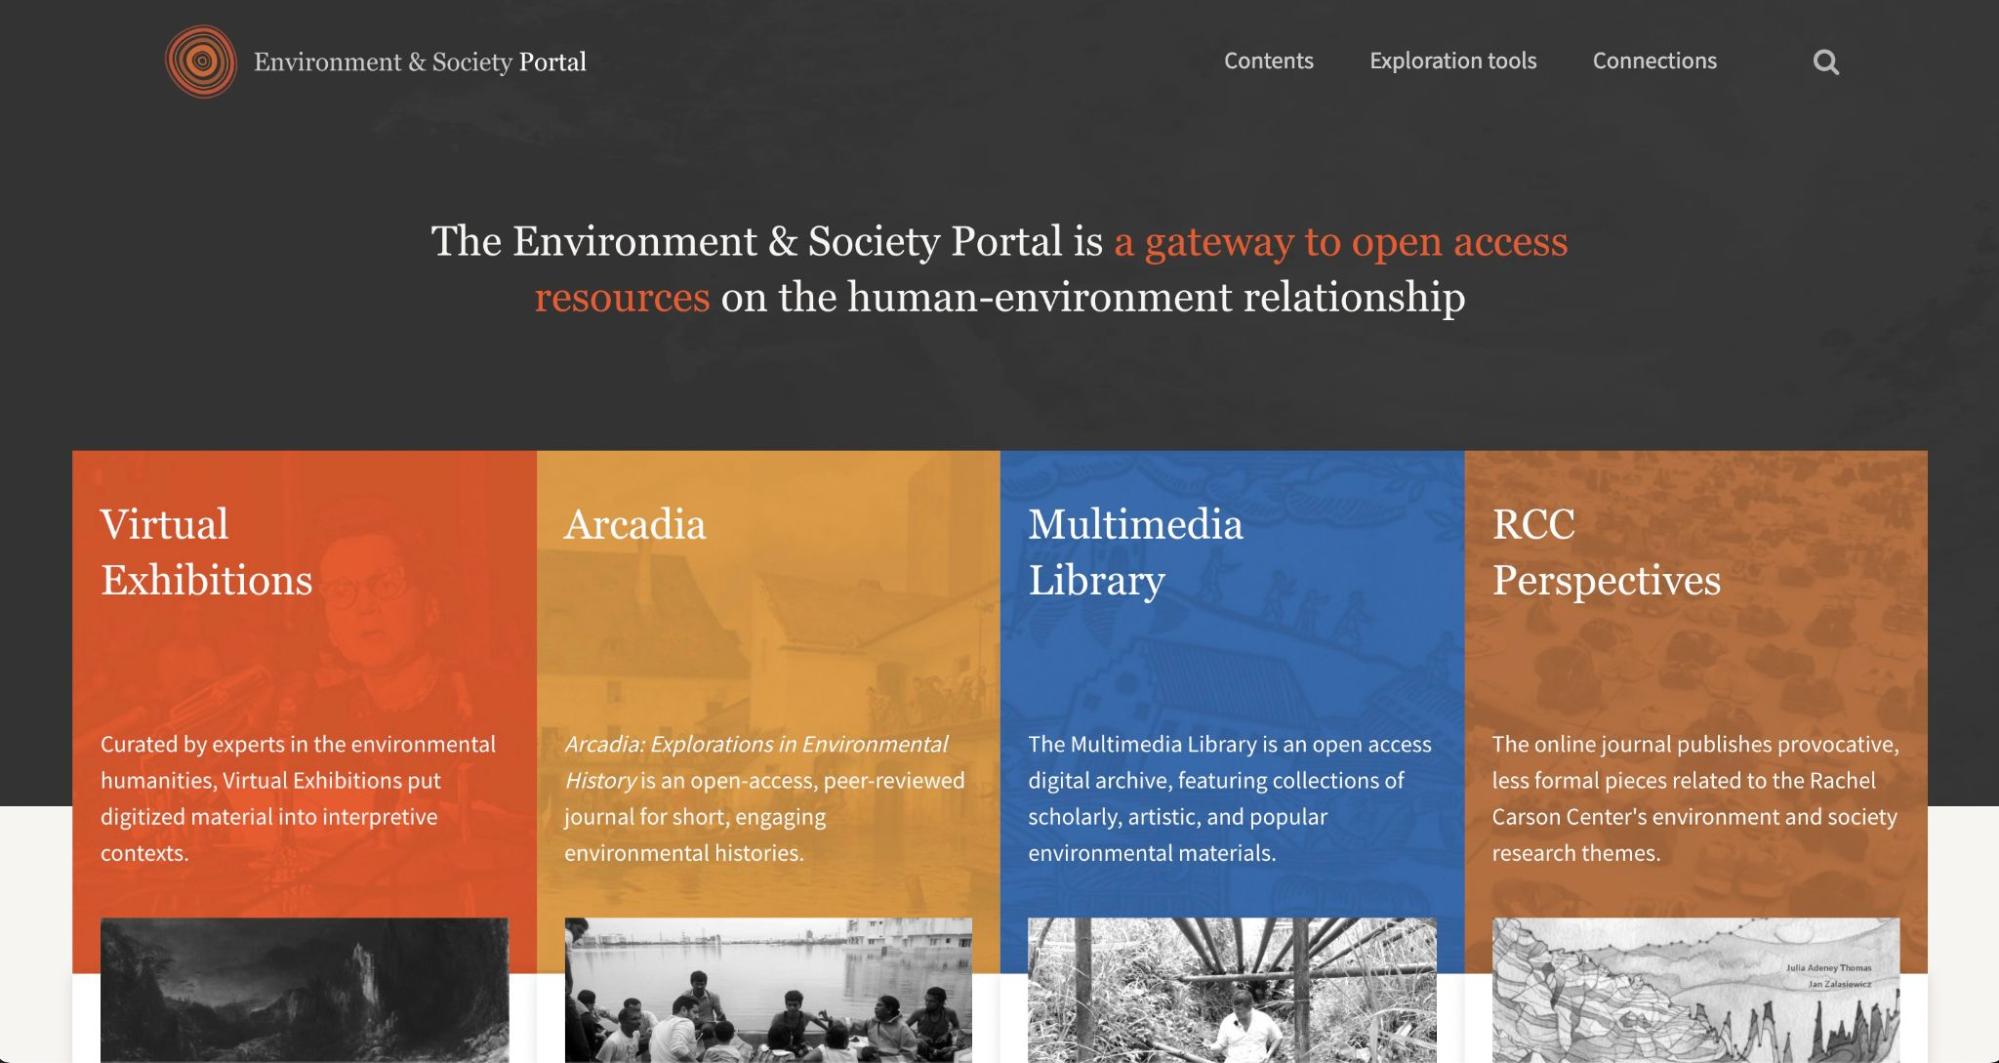 Environment & Society Portal
Contents
Exploration tools
Connections
The Environment & Society Portal is a gateway to open access
resources on the human-environment relationship
Virtual
Exhibitions
Curated by experts in the environmental
humanities, Virtual Exhibitions put
digitized material into interpretive
contexts.
Arcadia
Arcadia: Explorations in Environmental
History is an open-access, peer-reviewed
journal for short, engaging
environmental histories.
Multimedia
Library
The Multimedia Library is an open access
digital archive, featuring collections of
scholarly, artistic, and popular
environmental materials.
RCC
Perspectives
The online journal publishes provocative,
less formal pieces related to the Rachel
Carson Center's environment and society
research themes.
Julia Adeney Thomas
Jan Zalasiewicz